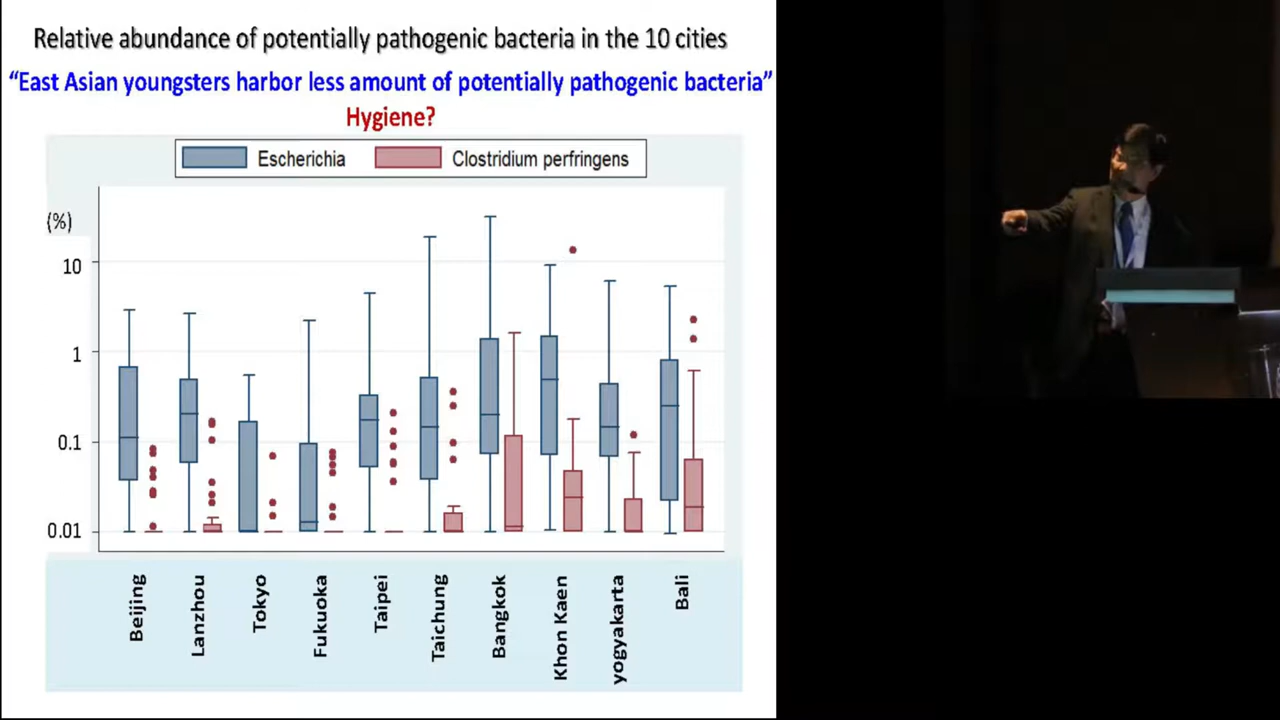 Relative abundance of potentially pathogenic bacteria in the 10 cities
“East Asian youngsters harbor less amount of potentially pathogenic bacteria”
Hygiene?
Escherichia Clostridium perfringens
(%)
10
1
0.1
0.01
Beijing
Lanzhou
Tokyo
Fukuoka
Taipei
Taichung
Bangkok
Khon Kaen
yogyakarta
Bali